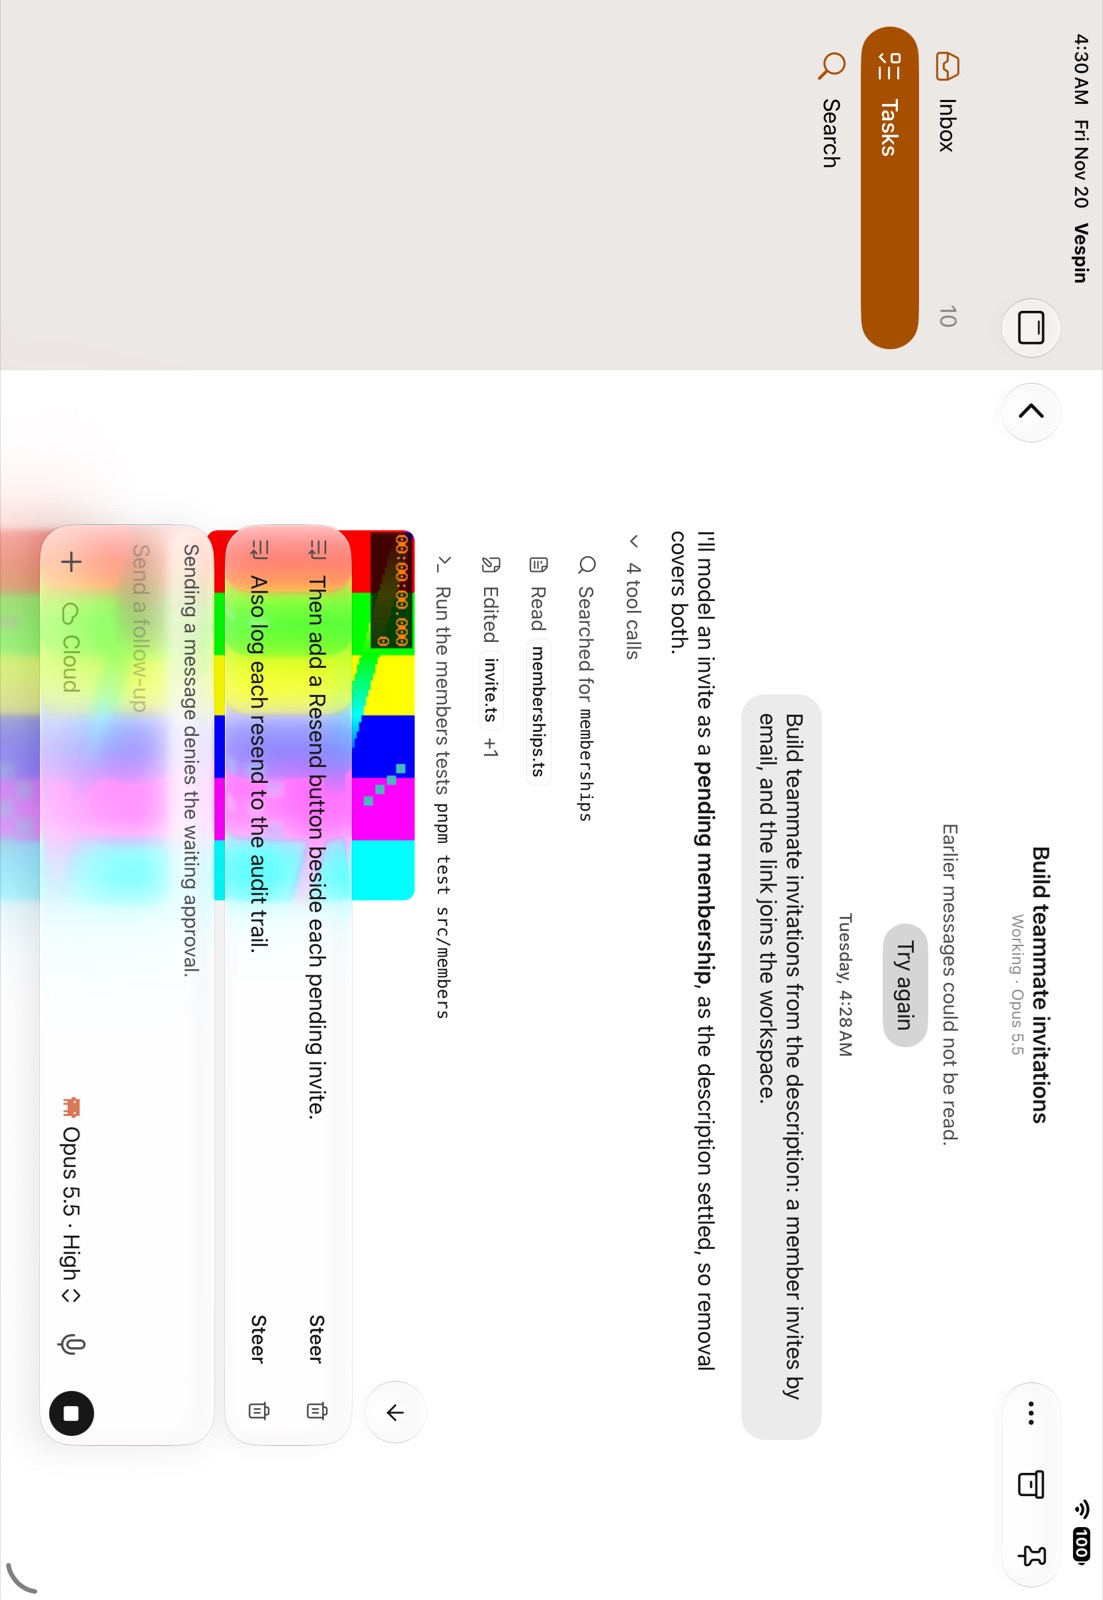 4:30 AM Fri Nov 20 Vespin
100
Inbox 10
Tasks
Search
Build teammate invitations
Working · Opus 5.5
Earlier messages could not be read.
Try again
Tuesday, 4:28 AM
Build teammate invitations from the description: a member invites by
email, and the link joins the workspace.
I'll model an invite as a pending membership, as the description settled, so removal
covers both.
4 tool calls
Searched for memberships
Read memberships.ts
Edited invite.ts +1
Run the members tests pnpm test src/members
00:00:00.000
0
Then add a Resend button beside each pending invite. Steer
Also log each resend to the audit trail. Steer
Sending a message denies the waiting approval.
Send a follow-up
Cloud Opus 5.5 · High